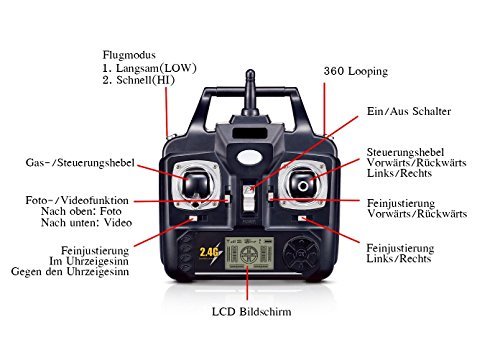 Flugmodus
1. Langsam(LOW)
2. Schnell(HI)
360 Looping
Ein/Aus Schalter
Gas-/Steuerungshebel
Steuerungshebel
Vorwärts/Rückwärts
Links/Rechts
Foto-/Videofunktion
Nach oben: Foto
Nach unten: Video
Feinjustierung
Vorwärts/Rückwärts
Feinjustierung
Im Uhrzeigesinn
Gegen den Uhrzeigesinn
Feinjustierung
Links/Rechts
POWER
2.4G
LCD Bildschirm